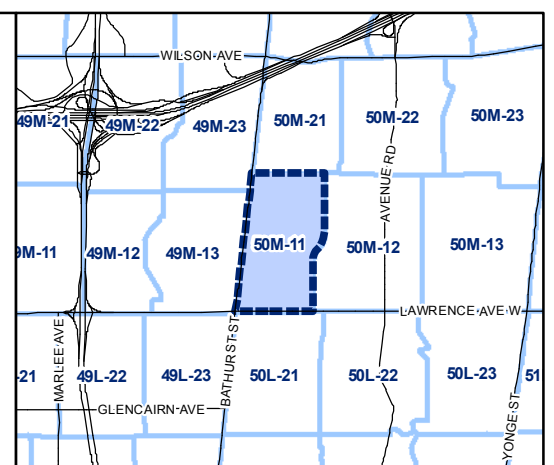 WILSON AVE
49M-21
49M-22
49M-23
50M-21
50M-22
50M-23
AVENUE RD
9M-11
49M-12
49M-13
50M-11
50M-12
50M-13
LAWRENCE AVE W
MARLEE AVE
BATHURST ST
-21
49L-22
49L-23
50L-21
50L-22
50L-23
51
GLENCAIRN AVE
YONGE ST